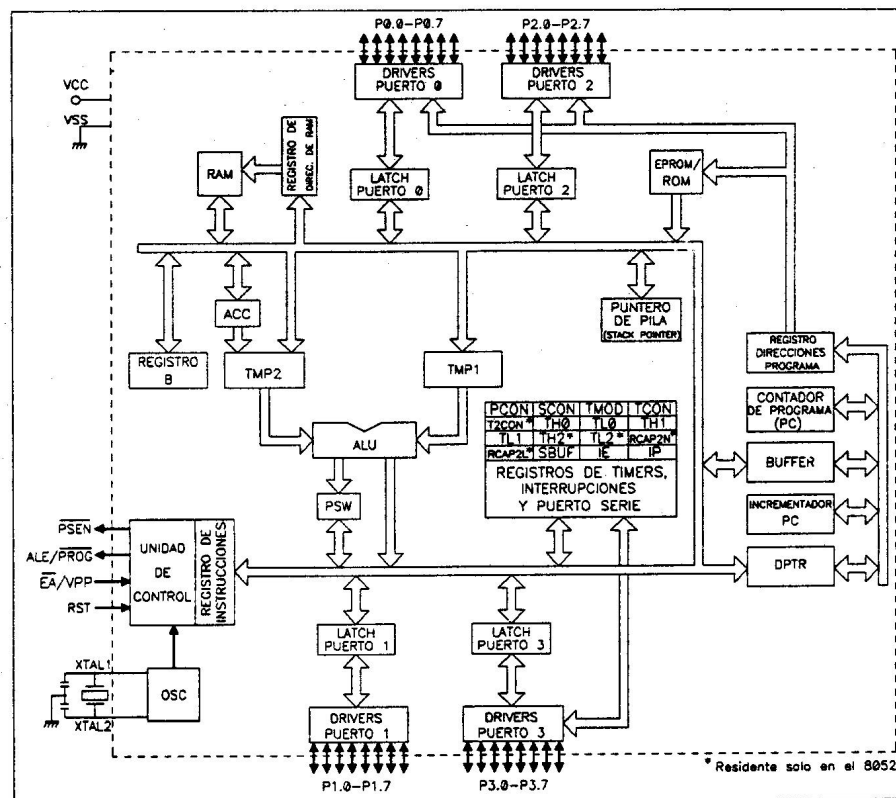 P0.0-P0.7
P2.0-P2.7
DRIVERS
PUERTO 0
DRIVERS
PUERTO 2
VCC
VSS
RAM
REGISTRO DE
DIREC. DE RAM
LATCH
PUERTO 0
LATCH
PUERTO 2
EPROM/
ROM
ACC
PUNTERO
DE PILA
(STACK POINTER)
REGISTRO
B
TMP2
TMP1
REGISTRO
DIRECCIONES
PROGRAMA
PCON SCON TMOD TCON
T2CON* TH0 TL0 TH1
TL1 TH2* TL2* RCAP2N*
RCAP2L* SBUF IE IP
REGISTROS DE TIMERS,
INTERRUPCIONES
Y PUERTO SERIE
CONTADOR
DE PROGRAMA
(PC)
ALU
BUFFER
PSW
INCREMENTADOR
PC
PSEN
ALE/PROG
EA/VPP
RST
UNIDAD
DE
CONTROL
REGISTRO DE
INSTRUCCIONES
DPTR
LATCH
PUERTO 1
LATCH
PUERTO 3
XTAL1
OSC
XTAL2
DRIVERS
PUERTO 1
DRIVERS
PUERTO 3
* Residente solo en el 8052
P1.0-P1.7
P3.0-P3.7